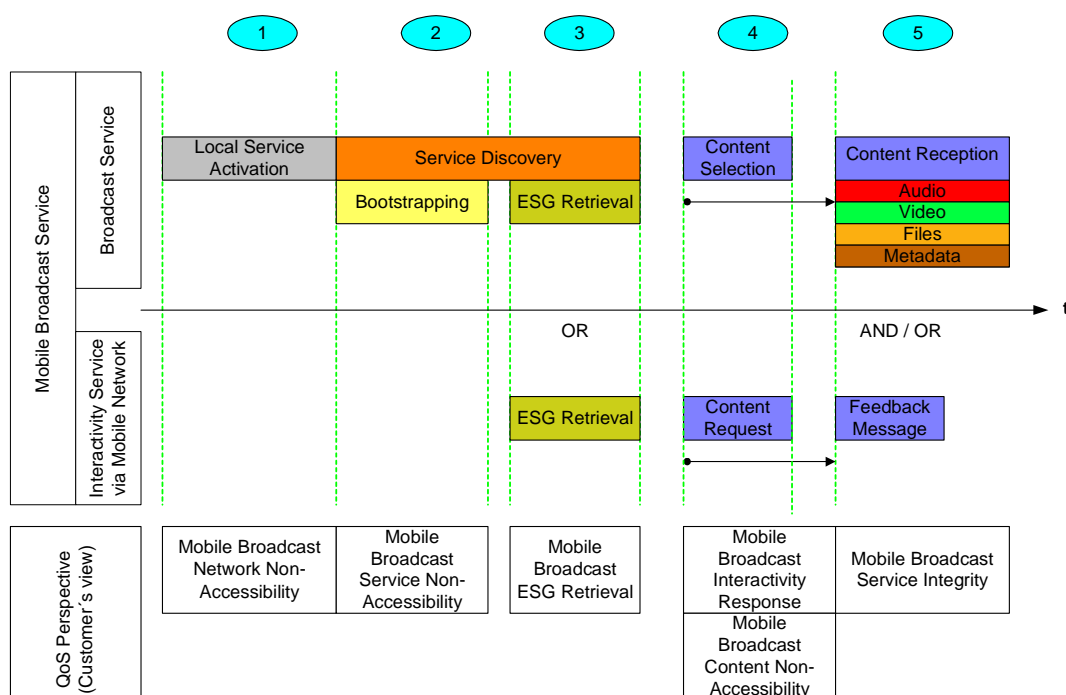 1
2
3
4
5
Mobile Broadcast Service
Broadcast Service
Local Service
Activation
Service Discovery
Content
Selection
Content Reception
Bootstrapping
ESG Retrieval
Audio
Video
Files
Metadata
t
OR
AND / OR
Interactivity Service
via Mobile Network
ESG Retrieval
Content
Request
Feedback
Message
QoS Perspective
(Customer´s view)
Mobile Broadcast
Network Non-
Accessibility
Mobile
Broadcast
Service Non-
Accessibility
Mobile
Broadcast
ESG Retrieval
Mobile
Broadcast
Interactivity
Response
Mobile Broadcast
Service Integrity
Mobile
Broadcast
Content Non-
Accessibility